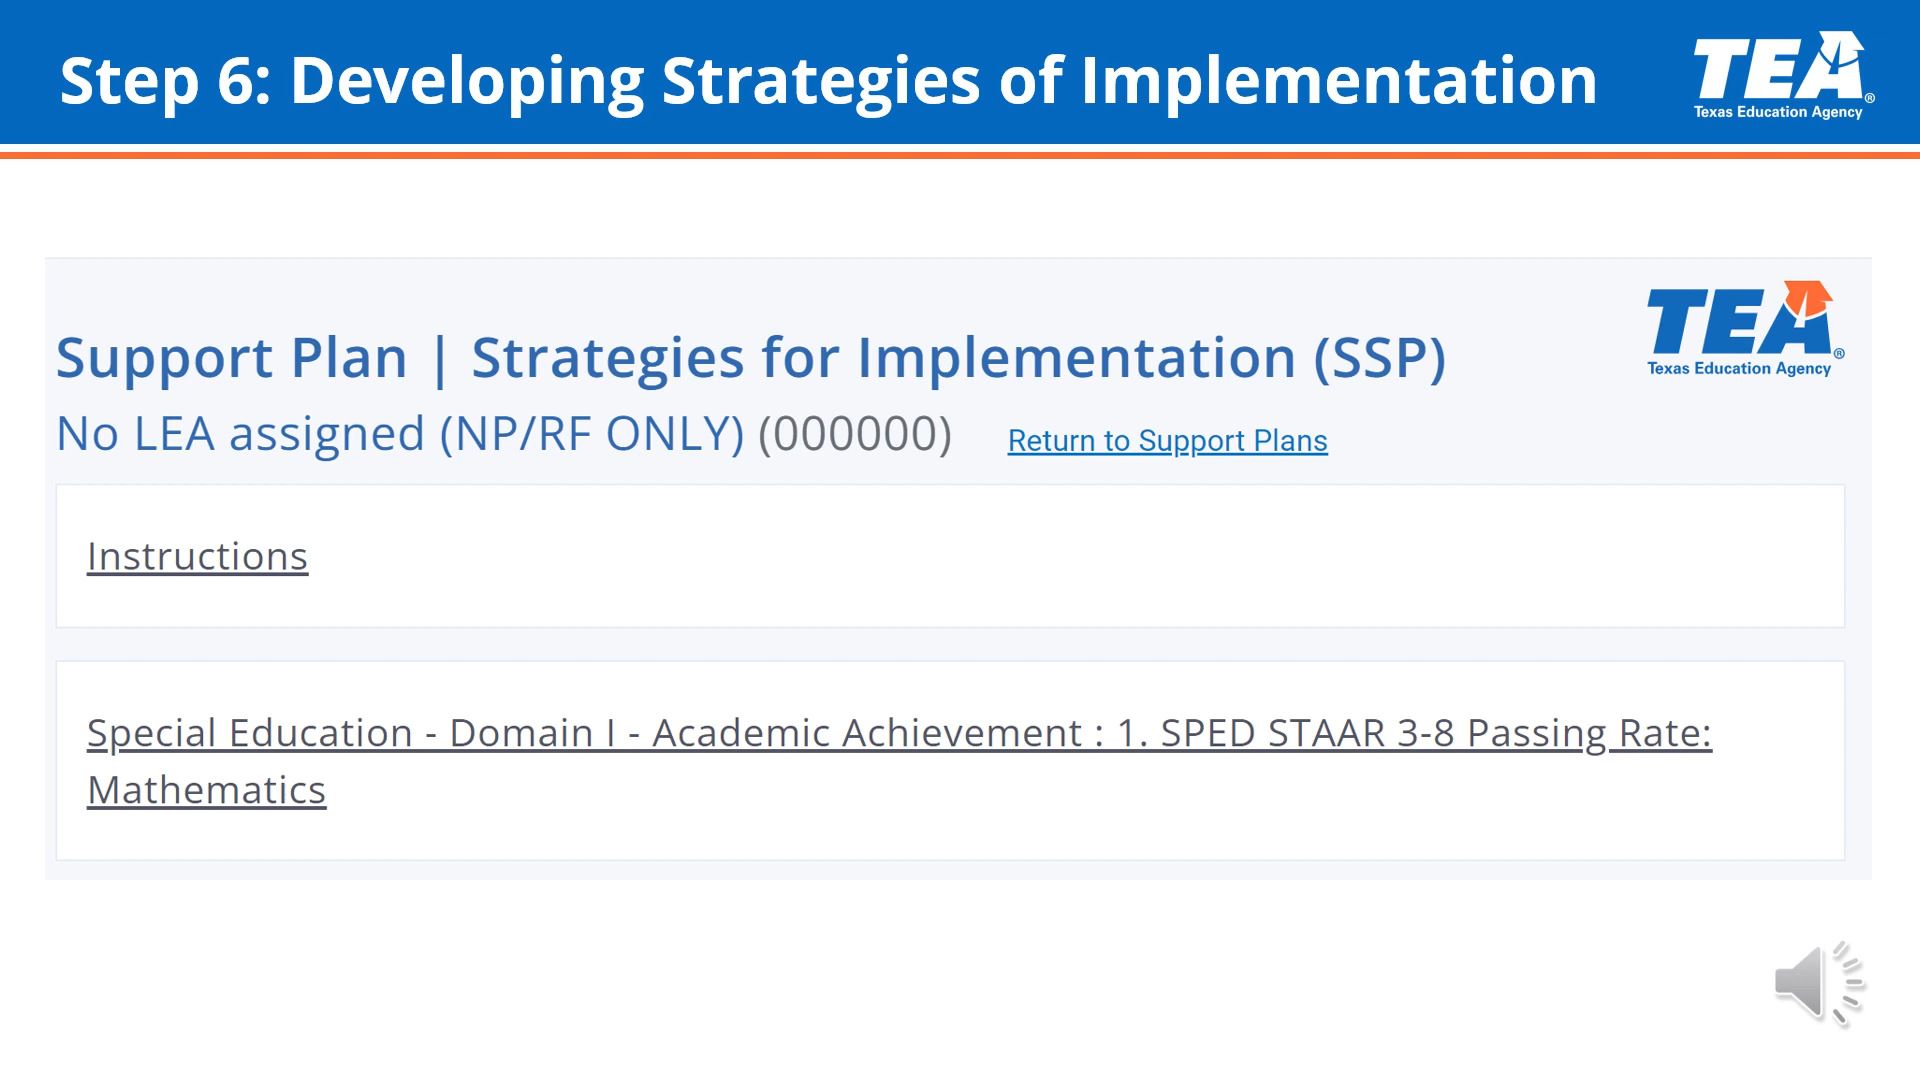 Step 6: Developing Strategies of Implementation
TEA®
Texas Education Agency
TEA®
Texas Education Agency
Support Plan | Strategies for Implementation (SSP)
No LEA assigned (NP/RF ONLY) (000000) Return to Support Plans
Instructions
Special Education - Domain I - Academic Achievement : 1. SPED STAAR 3-8 Passing Rate:
Mathematics